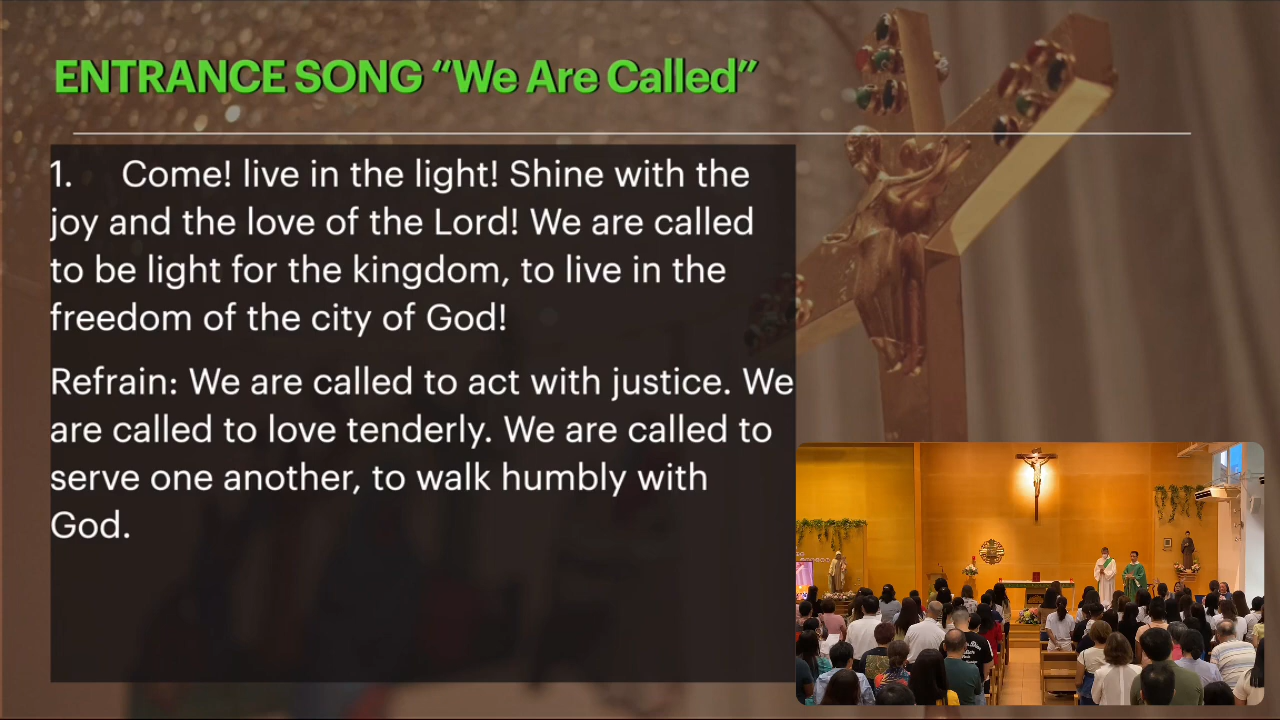 ENTRANCE SONG “We Are Called”
1. Come! live in the light! Shine with the
joy and the love of the Lord! We are called
to be light for the kingdom, to live in the
freedom of the city of God!
Refrain: We are called to act with justice. We
are called to love tenderly. We are called to
serve one another, to walk humbly with
God.